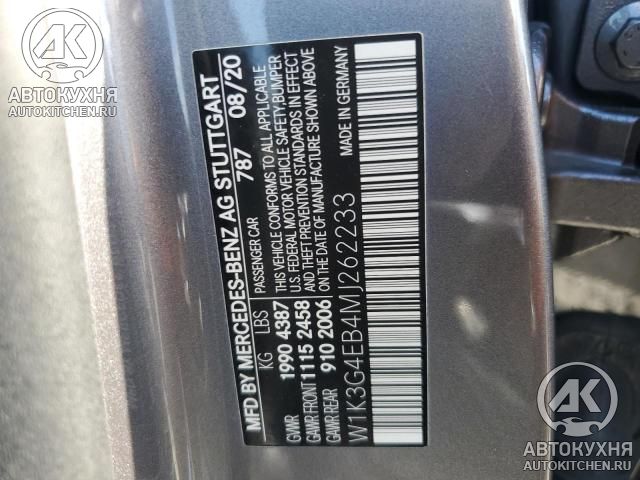 MFD BY MERCEDES-BENZ AG STUTTGART
787 08/20
KG LBS PASSENGER CAR
GVWR 1990 4387 THIS VEHICLE CONFORMS TO ALL APPLICABLE
U.S. FEDERAL MOTOR VEHICLE SAFETY,BUMPER
GAWR FRONT 1115 2458 AND THEFT PREVENTION STANDARDS IN EFFECT
GAWR REAR 910 2006 ON THE DATE OF MANUFACTURE SHOWN ABOVE
W1K3G4EB4MJ262233 MADE IN GERMANY
AK
АВТОКУХНЯ
AUTOKITCHEN.RU
AK
АВТОКУХНЯ
AUTOKITCHEN.RU